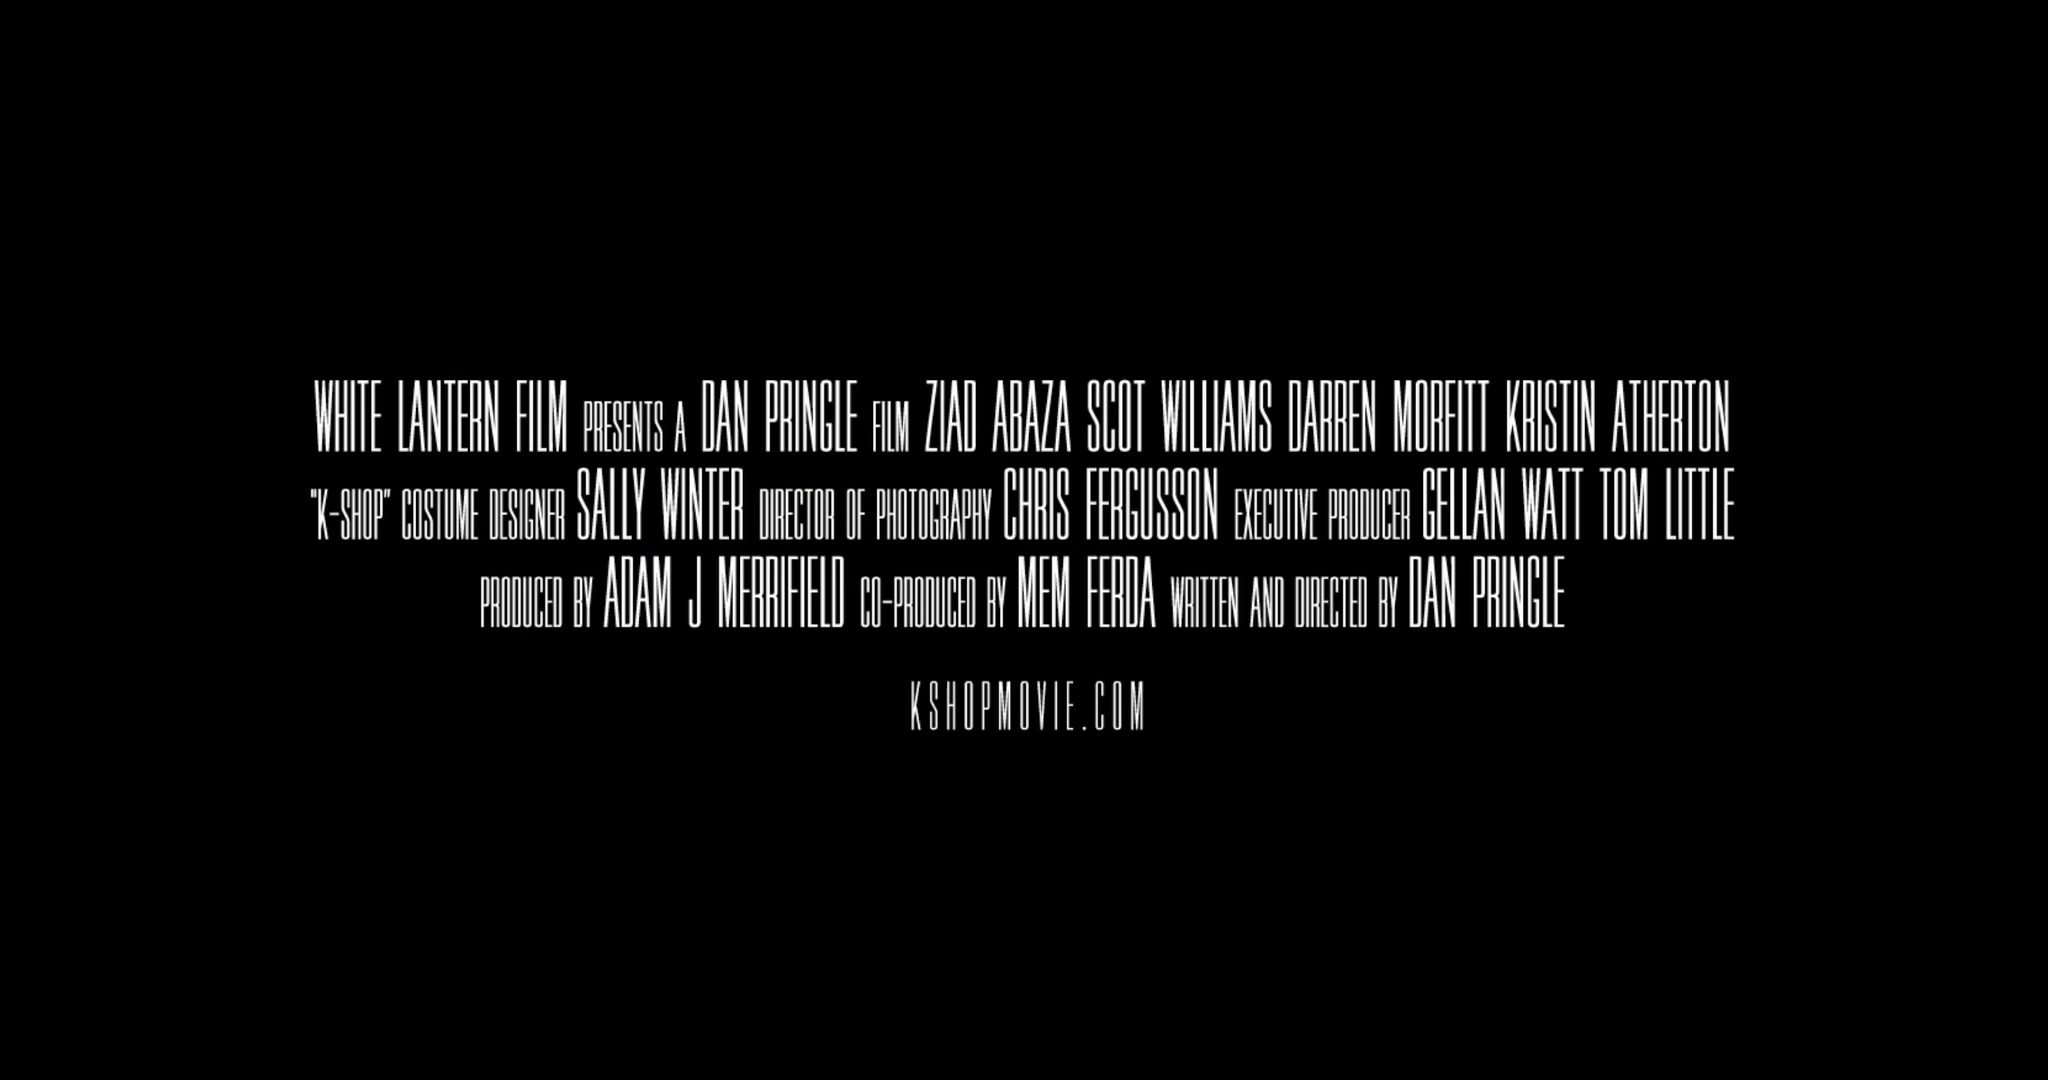 WHITE LANTERN FILM PRESENTS A DAN PRINGLE FILM ZIAD ABAZA SCOT WILLIAMS DARREN MORFITT KRISTIN ATHERTON
"K-SHOP" COSTUME DESIGNER SALLY WINTER DIRECTOR OF PHOTOGRAPHY CHRIS FERGUSSON EXECUTIVE PRODUCER GELLAN WATT TOM LITTLE
PRODUCED BY ADAM J MERRIFIELD CO-PRODUCED BY MEM FERDA WRITTEN AND DIRECTED BY DAN PRINGLE
KSHOPMOVIE.COM